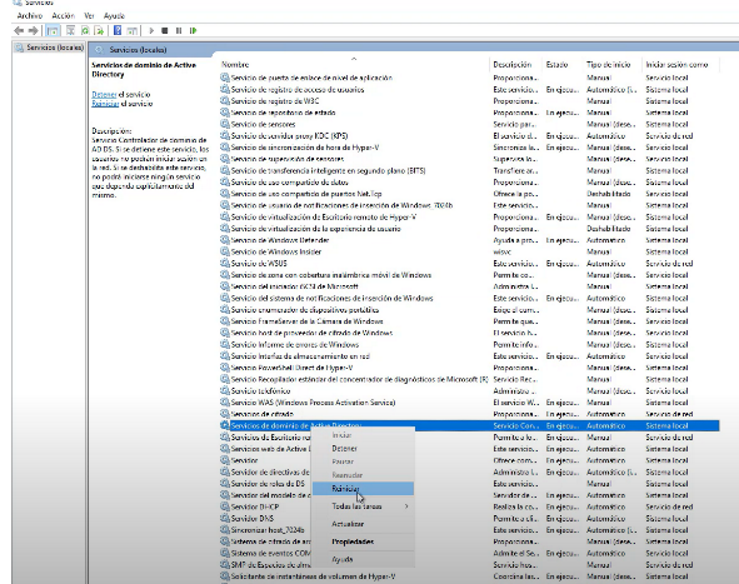 Servicios
Archivo Acción Ver Ayuda
Servicios (locales)
Servicios (locales)
Servicios de dominio de Active
Directory
Detener el servicio
Reiniciar el servicio
Descripción:
Servicio Controlador de dominio de
AD DS. Si se detiene este servicio, los
usuarios no podrán iniciar sesión en
la red. Si se deshabilita este servicio,
no podrá iniciarse ningún servicio
que dependa explícitamente del
mismo.
Nombre Descripción Estado Tipo de inicio Iniciar sesión como
Servicio de puerta de enlace de nivel de aplicación Proporciona... Manual Servicio local
Servicio de registro de acceso de usuarios Este servicio... En ejecu... Automático (i... Sistema local
Servicio de registro de W3C Proporciona... Manual Sistema local
Servicio de repositorio de estado Proporciona... En ejecu... Manual Sistema local
Servicio de sensores Servicio par... Manual (dese... Sistema local
Servicio de servidor proxy KDC (KPS) El servicio d... Automático Servicio de red
Servicio de sincronización de hora de Hyper-V Sincroniza la... En ejecu... Manual (dese... Servicio local
Servicio de supervisión de sensores Supervisa lo... Manual (dese... Servicio local
Servicio de transferencia inteligente en segundo plano (BITS) Transfiere ar... Manual Sistema local
Servicio de uso compartido de datos Proporciona... Manual (dese... Sistema local
Servicio de uso compartido de puertos Net.Tcp Ofrece la po... Deshabilitado Servicio local
Servicio de usuario de notificaciones de inserción de Windows_7024b Este servicio... Manual Sistema local
Servicio de virtualización de Escritorio remoto de Hyper-V Proporciona... En ejecu... Manual (dese... Sistema local
Servicio de virtualización de la experiencia de usuario Proporciona... Deshabilitado Sistema local
Servicio de Windows Defender Ayuda a pro... En ejecu... Automático Sistema local
Servicio de Windows Insider wisvc Manual Sistema local
Servicio de WSUS Este servicio... En ejecu... Automático Servicio de red
Servicio de zona con cobertura inalámbrica móvil de Windows Permite co... Manual (dese... Servicio local
Servicio del iniciador iSCSI de Microsoft Administra l... Manual Sistema local
Servicio del sistema de notificaciones de inserción de Windows Este servicio... En ejecu... Automático Sistema local
Servicio enumerador de dispositivos portátiles Exige el cum... Manual (dese... Sistema local
Servicio FrameServer de la Cámara de Windows Permite que... Manual (dese... Servicio local
Servicio host de proveedor de cifrado de Windows El servicio h... Manual (dese... Servicio local
Servicio Informe de errores de Windows Permite info... Manual (dese... Sistema local
Servicio Interfaz de almacenamiento en red Este servicio... En ejecu... Automático Servicio local
Servicio PowerShell Direct de Hyper-V Proporciona... Manual (dese... Sistema local
Servicio Recopilador estándar del concentrador de diagnósticos de Microsoft (R) Servicio Rec... Manual Sistema local
Servicio telefónico Administra ... Manual (dese... Servicio local
Servicio WAS (Windows Process Activation Service) El servicio W... En ejecu... Manual Sistema local
Servicios de cifrado Proporciona... En ejecu... Automático Servicio de red
Servicios de dominio de Active Directory Servicio Con... En ejecu... Automático Sistema local
Servicios de Escritorio re Permite a lo... En ejecu... Manual Servicio de red
Servicios web de Active Este servicio... En ejecu... Automático Sistema local
Servidor Ofrece com... En ejecu... Automático Sistema local
Servidor de directivas de Administra l... En ejecu... Automático (i... Sistema local
Servidor de roles de DS Este servicio... Manual Sistema local
Servidor del modelo de Servidor de ... En ejecu... Automático Sistema local
Servidor DHCP Realiza la co... En ejecu... Automático Servicio de red
Servidor DNS Permite a cli... En ejecu... Automático Sistema local
Sincronizar host_7024b Este servicio... En ejecu... Automático Sistema local
Sistema de cifrado de Proporciona... Manual (dese... Sistema local
Sistema de eventos COM Admite el Se... En ejecu... Automático Servicio local
SMP de Espacios de Servicio hos... Manual Servicio de red
Solicitante de instantáneas de volumen de Hyper-V Coordina las... En ejecu... Manual (dese... Sistema local
Iniciar
Detener
Pausar
Reanudar
Reiniciar
Todas las tareas
Actualizar
Propiedades
Ayuda